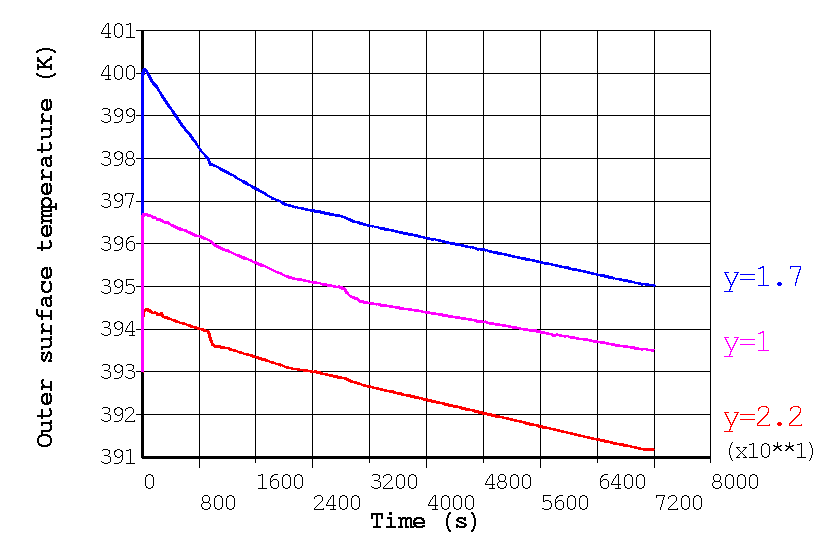 Outer surface temperature (K)
401
400
399
398
397
396
395
394
393
392
391
y=1.7
y=1
y=2.2
(x10**1)
0 1600 3200 4800 6400 8000
800 2400 4000 5600 7200
Time (s)